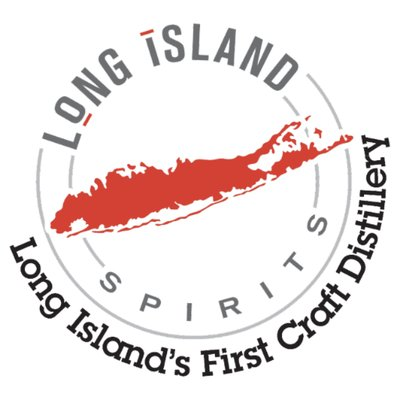 LONG ISLAND
SPIRITS
Long Island's First Craft Distillery